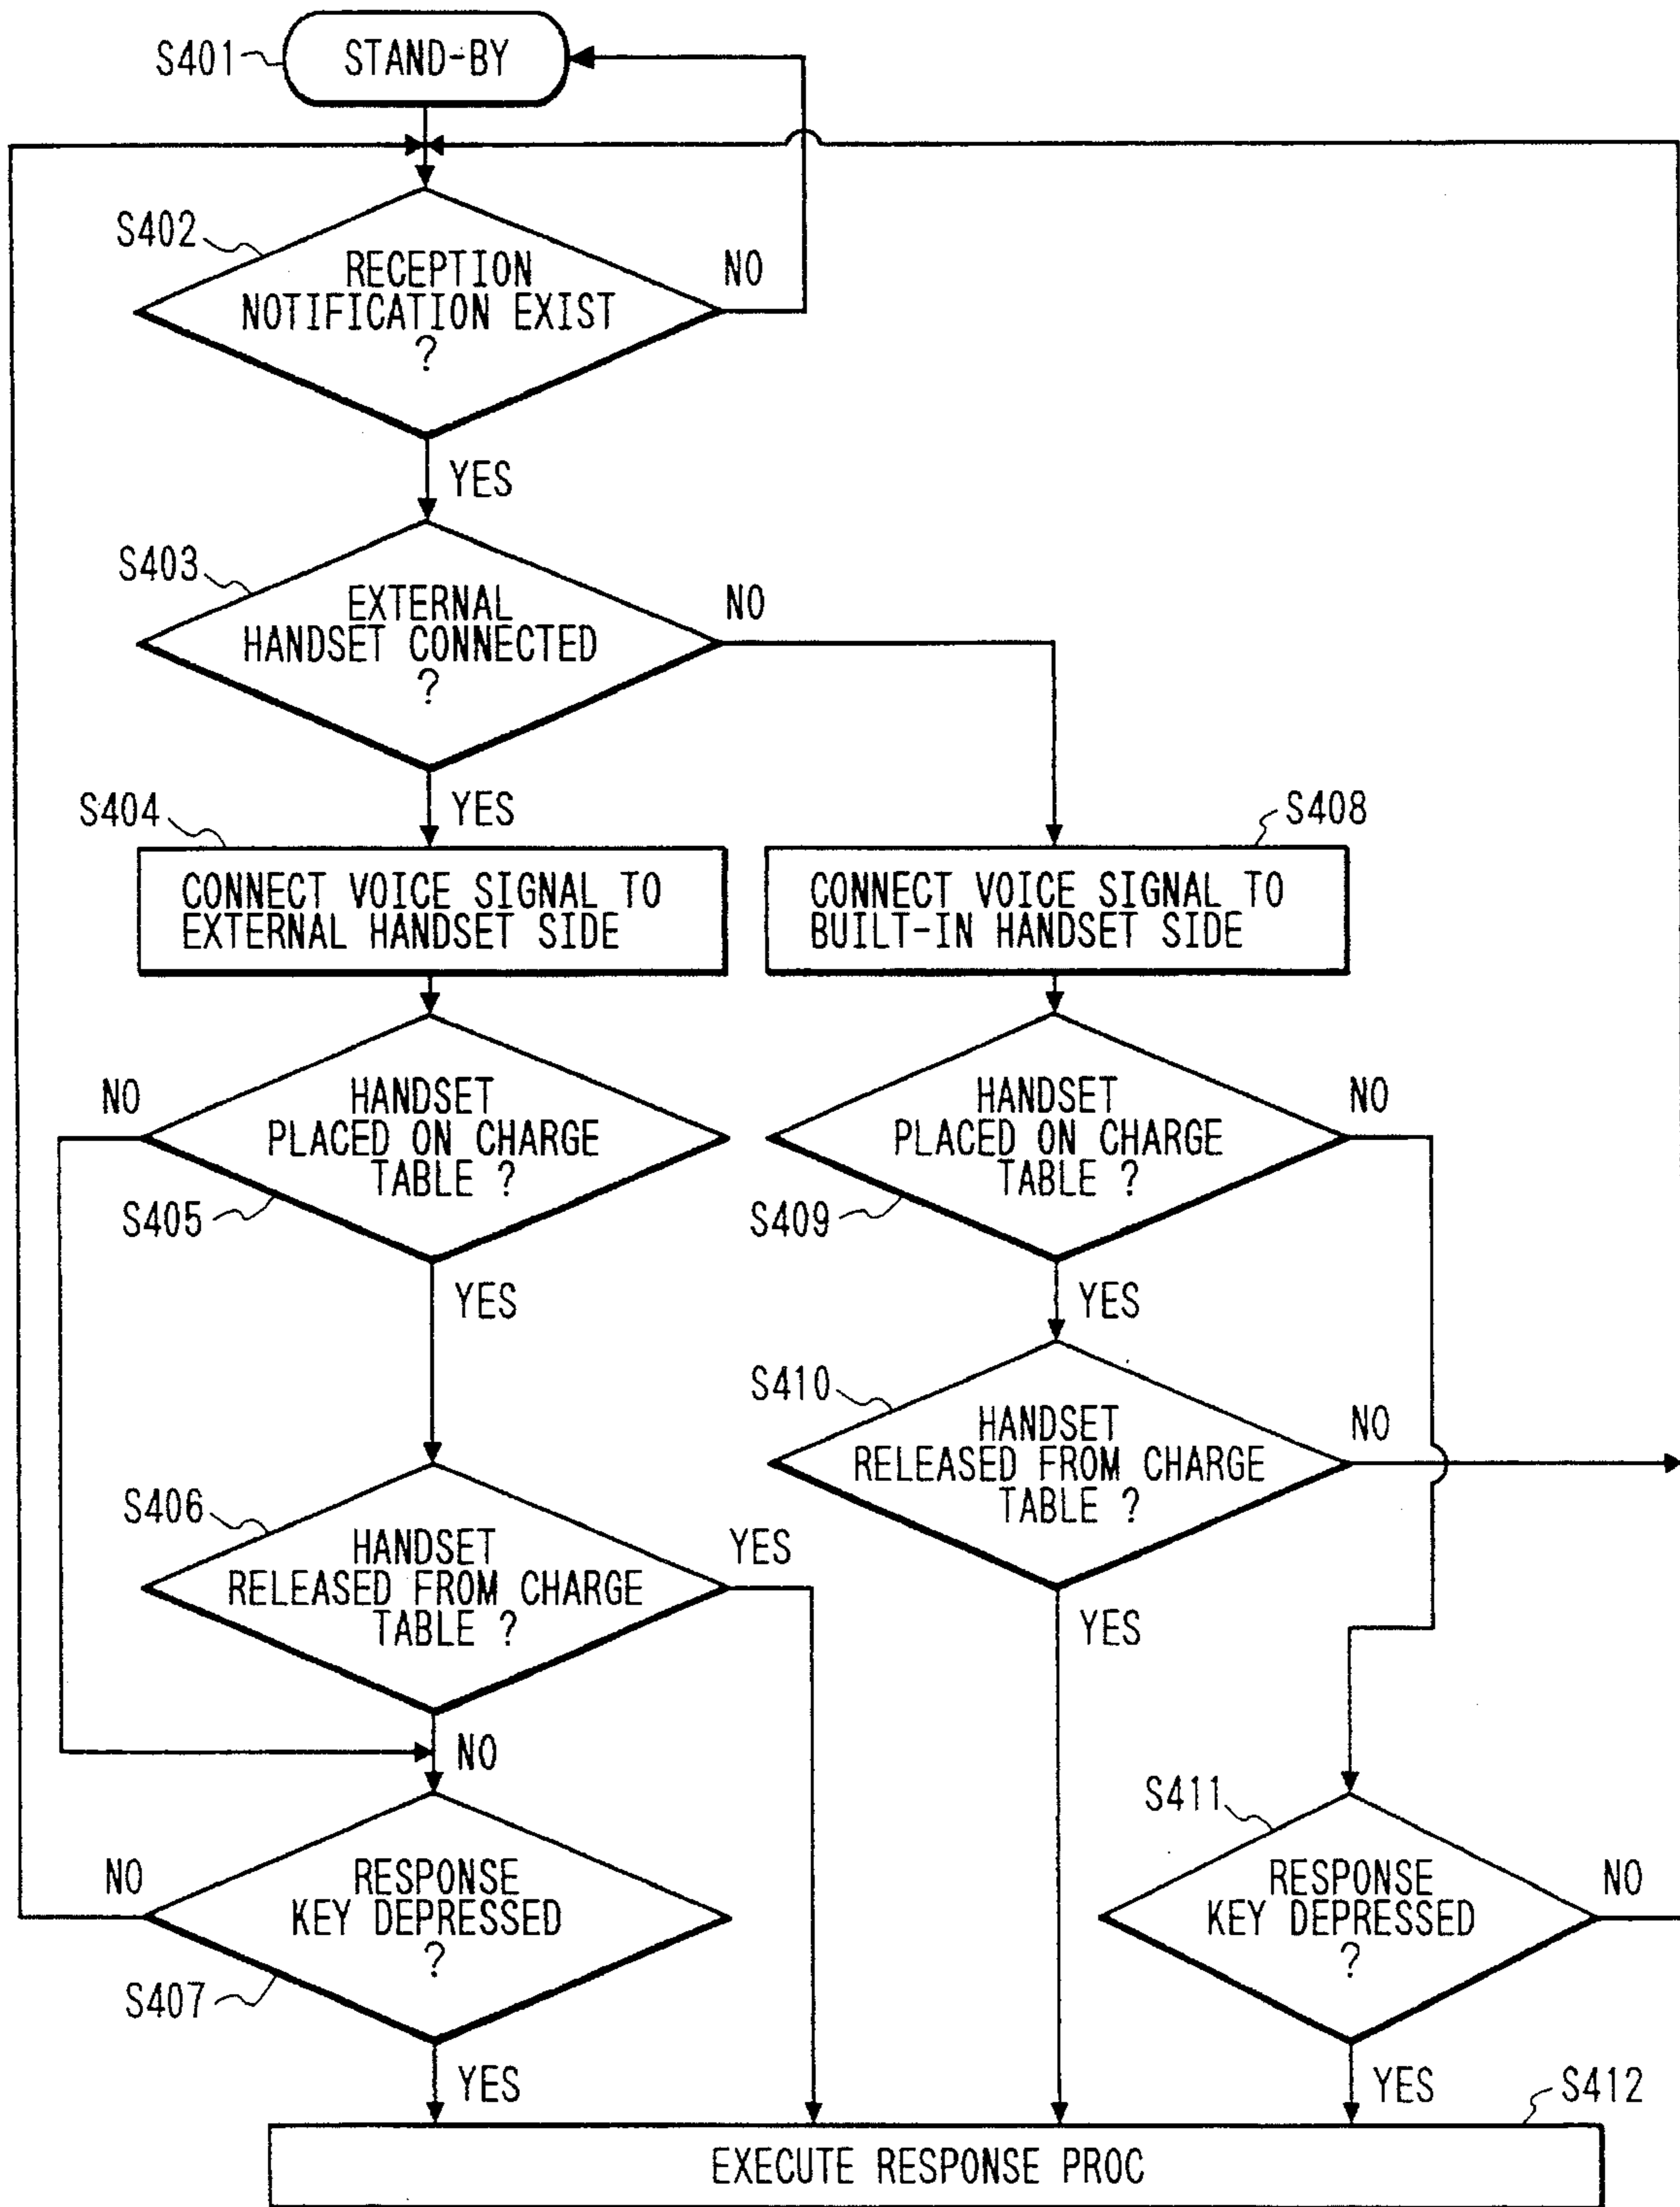 S401
STAND-BY
S402
RECEPTION
NOTIFICATION EXIST
?
NO
YES
S403
EXTERNAL
HANDSET CONNECTED
?
NO
YES
S404
CONNECT VOICE SIGNAL TO
EXTERNAL HANDSET SIDE
S408
CONNECT VOICE SIGNAL TO
BUILT-IN HANDSET SIDE
NO
HANDSET
PLACED ON CHARGE
TABLE ?
S405
YES
HANDSET
PLACED ON CHARGE
TABLE ?
NO
S409
YES
S406
HANDSET
RELEASED FROM CHARGE
TABLE ?
YES
NO
S410
HANDSET
RELEASED FROM CHARGE
TABLE ?
NO
YES
NO
RESPONSE
KEY DEPRESSED
?
S407
YES
S411
RESPONSE
KEY DEPRESSED
?
NO
YES
S412
EXECUTE RESPONSE PROC